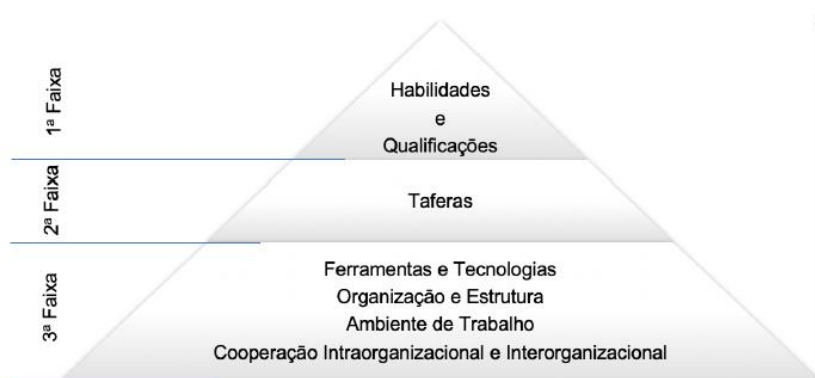 1ª Faixa
Habilidades
e
Qualificações
2ª Faixa
Taferas
3ª Faixa
Ferramentas e Tecnologias
Organização e Estrutura
Ambiente de Trabalho
Cooperação Intraorganizacional e Interorganizacional